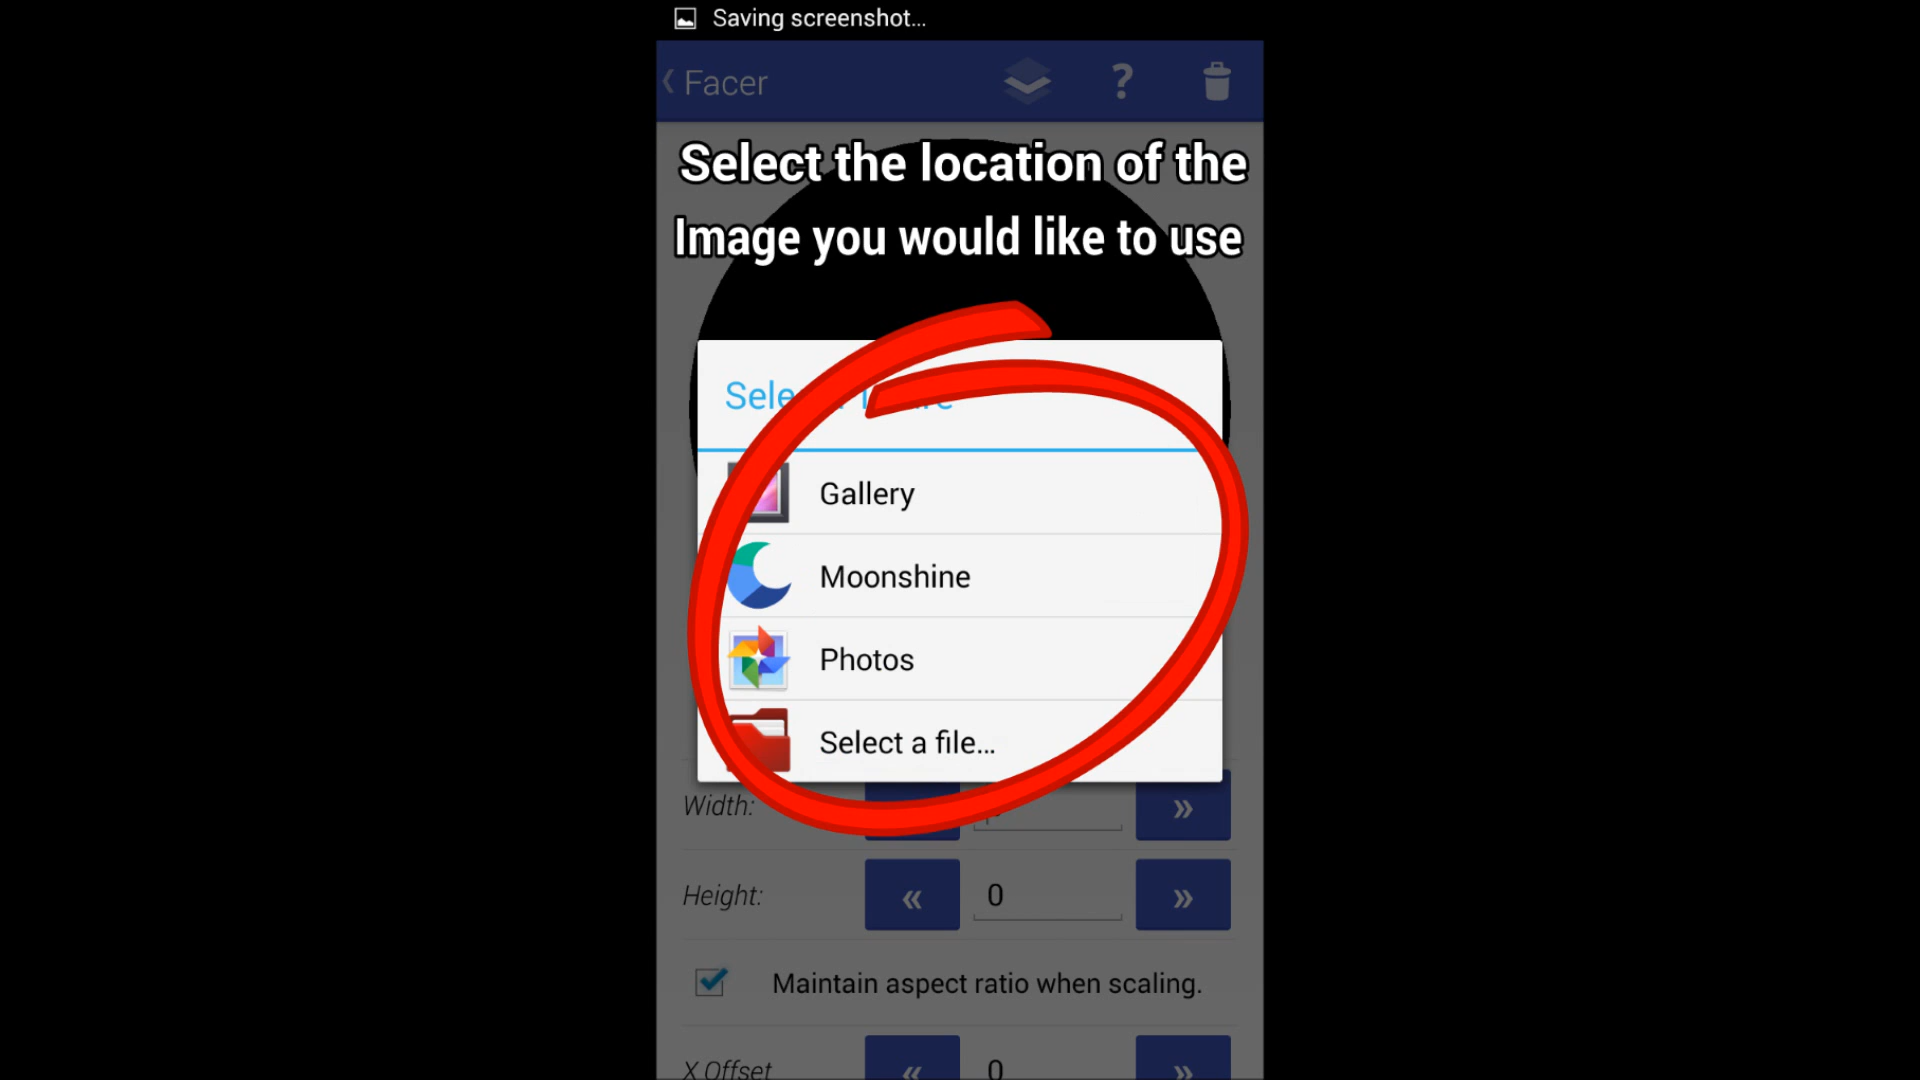 Saving screenshot...
Facer
?
Select the location of the
Image you would like to use
Gallery
Moonshine
Photos
Select a file...
Width:
Height:
0
Maintain aspect ratio when scaling.
X Offset
0